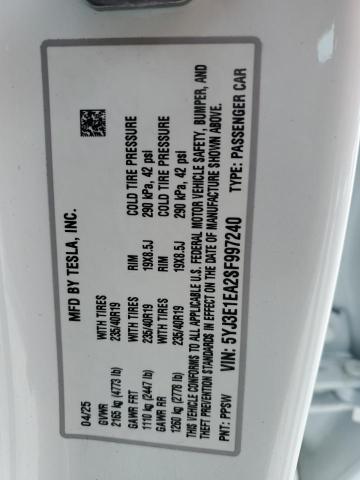 MFD BY TESLA, INC.
04/25
GVWR
2165 kg (4773 lb)
WITH TIRES
235/40R19
RIM
COLD TIRE PRESSURE
GAWR FRT
1110 kg (2447 lb)
WITH TIRES
235/40R19
RIM
19X8.5J
COLD TIRE PRESSURE
290 kPa, 42 psi
GAWR RR
1260 kg (2778 lb)
235/40R19
19X8.5J
290 kPa, 42 psi
THIS VEHICLE CONFORMS TO ALL APPLICABLE U.S. FEDERAL MOTOR VEHICLE SAFETY, BUMPER, AND
THEFT PREVENTION STANDARDS IN EFFECT ON THE DATE OF MANUFACTURE SHOWN ABOVE.
VIN: 5YJ3E1EA2SF997240
TYPE: PASSENGER CAR
PNT: PPSW